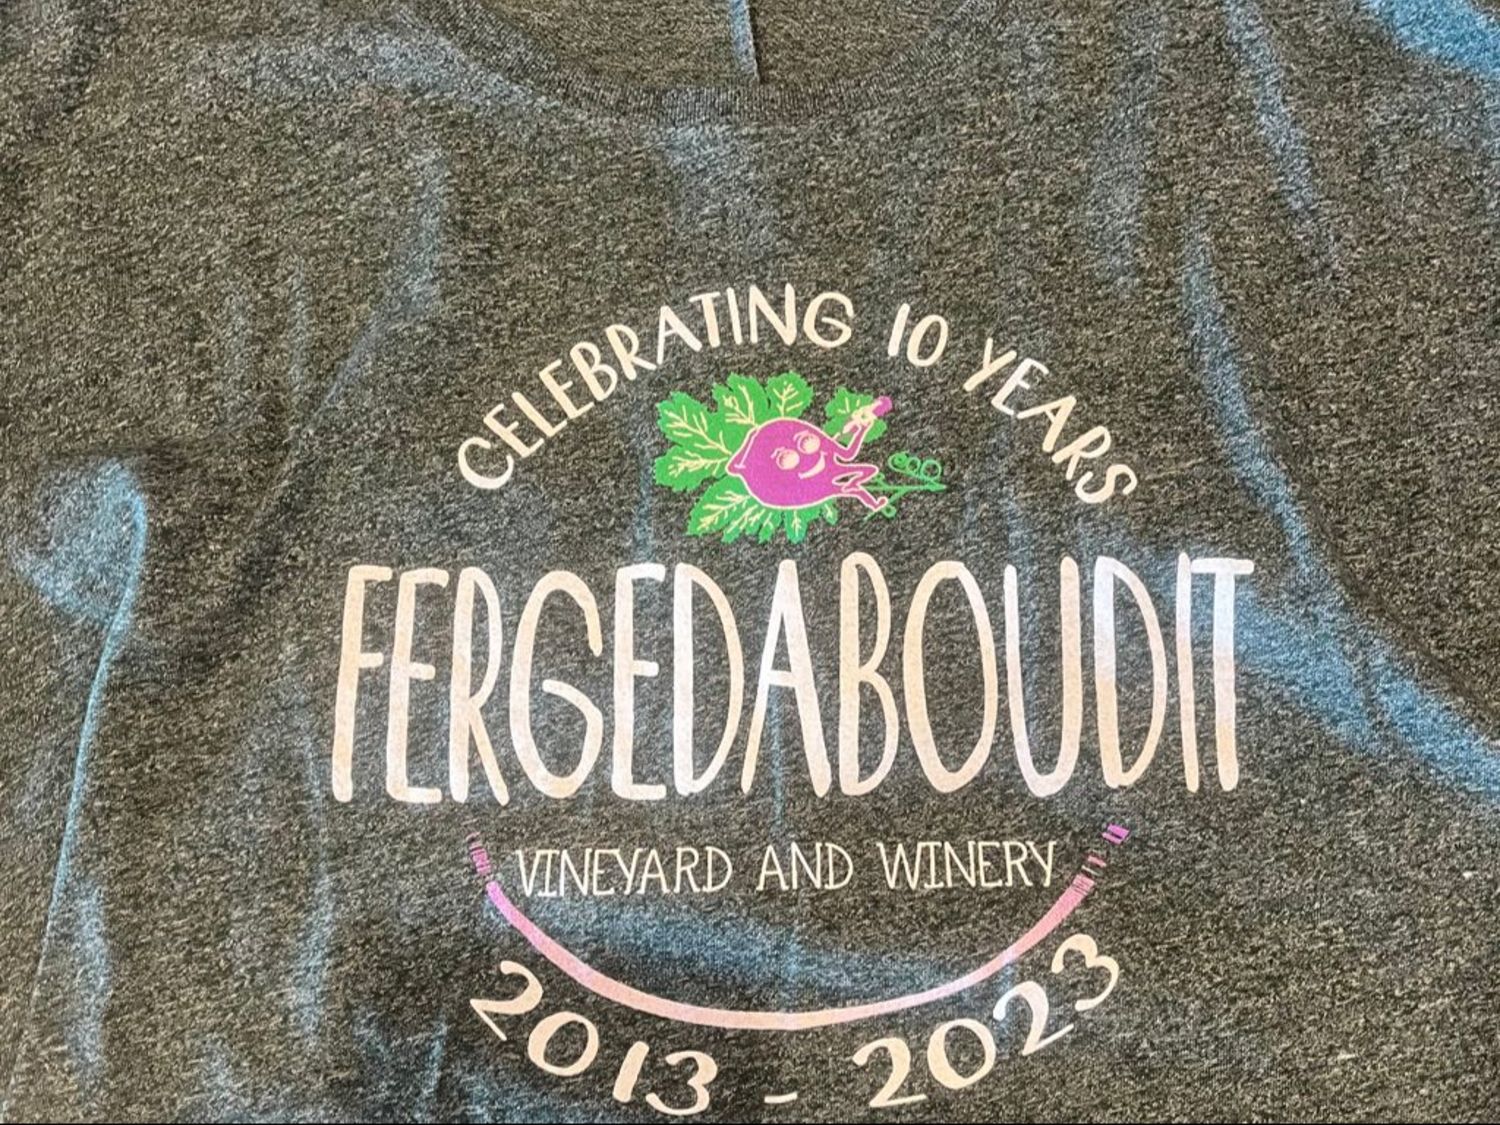 CELEBRATING 10 YEARS
FERGEDABOUDIT
VINEYARD AND WINERY
2013 - 2023